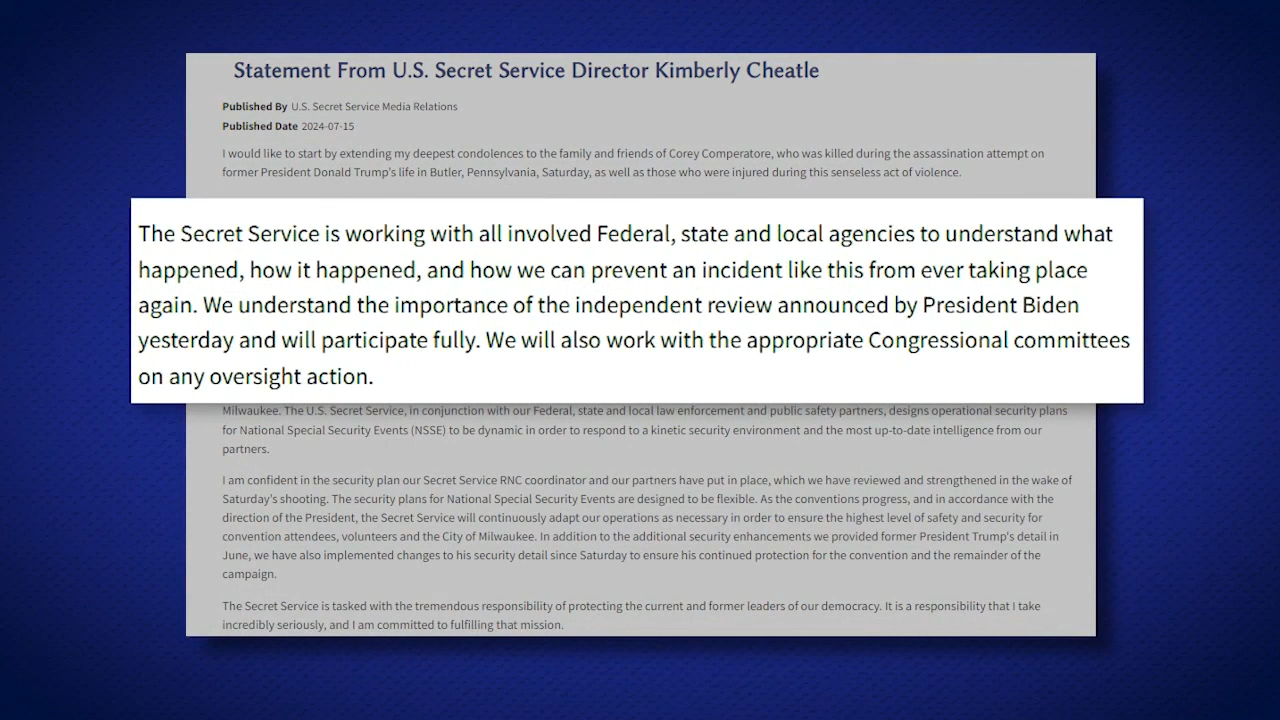 Statement From U.S. Secret Service Director Kimberly Cheatle
Published By U.S. Secret Service Media Relations
Published Date 2024-07-15
I would like to start by extending my deepest condolences to the family and friends of Corey Comperatore, who was killed during the assassination attempt on
former President Donald Trump's life in Butler, Pennsylvania, Saturday, as well as those who were injured during this senseless act of violence.
The Secret Service is working with all involved Federal, state and local agencies to understand what
happened, how it happened, and how we can prevent an incident like this from ever taking place
again. We understand the importance of the independent review announced by President Biden
yesterday and will participate fully. We will also work with the appropriate Congressional committees
on any oversight action.
Milwaukee. The U.S. Secret Service, in conjunction with our Federal, state and local law enforcement and public safety partners, designs operational security plans
for National Special Security Events (NSSE) to be dynamic in order to respond to a kinetic security environment and the most up-to-date intelligence from our
partners.
I am confident in the security plan our Secret Service RNC coordinator and our partners have put in place, which we have reviewed and strengthened in the wake of
Saturday's shooting. The security plans for National Special Security Events are designed to be flexible. As the conventions progress, and in accordance with the
direction of the President, the Secret Service will continuously adapt our operations as necessary in order to ensure the highest level of safety and security for
convention attendees, volunteers and the City of Milwaukee. In addition to the additional security enhancements we provided former President Trump's detail in
June, we have also implemented changes to his security detail since Saturday to ensure his continued protection for the convention and the remainder of the
campaign.
The Secret Service is tasked with the tremendous responsibility of protecting the current and former leaders of our democracy. It is a responsibility that I take
incredibly seriously, and I am committed to fulfilling that mission.